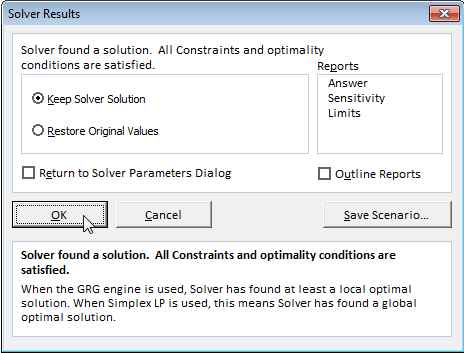 Solver Results
Solver found a solution.  All Constraints and optimality
conditions are satisfied.
Reports
Answer
Sensitivity
Limits
Keep Solver Solution
Restore Original Values
Return to Solver Parameters Dialog
Outline Reports
OK
Cancel
Save Scenario...
Solver found a solution.  All Constraints and optimality conditions are
satisfied.
When the GRG engine is used, Solver has found at least a local optimal
solution. When Simplex LP is used, this means Solver has found a global
optimal solution.